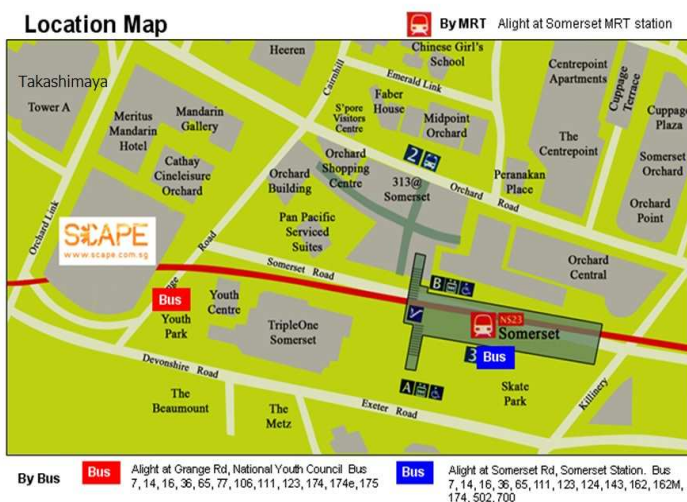 Location Map
By MRT Alight at Somerset MRT station
Heeren
Chinese Girl's
School
Takashimaya
Tower A
Cairnhill
Emerald Link
Centrepoint
Apartments
Cuppage
Terrace
Meritus
Mandarin
Hotel
Mandarin
Gallery
S'pore
Visitors
Centre
Faber
House
Midpoint
Orchard
Cuppage
Plaza
The
Centrepoint
Cathay
Cineleisure
Orchard
Orchard
Building
Orchard
Shopping
Centre
2
313@
Somerset
Orchard Road
Peranakan
Place
Somerset
Orchard
Orchard
Point
Orchard Link
SCAPE
www.scape.com.sg
Road
Pan Pacific
Serviced
Suites
Somerset Road
Orchard
Central
B
Bus
Youth
Park
Youth
Centre
TripleOne
Somerset
NS23
Somerset
3
Bus
Devonshire Road
The
Beaumount
The
Metz
A
Exeter Road
Skate
Park
Killinery
By Bus
Bus
Alight at Grange Rd, National Youth Council Bus
7, 14, 16, 36, 65, 77, 106, 111, 123, 174, 174e, 175
Bus
Alight at Somerset Rd, Somerset Station. Bus
7, 14, 16, 36, 65, 111, 123, 124, 143, 162, 162M,
174, 502, 700